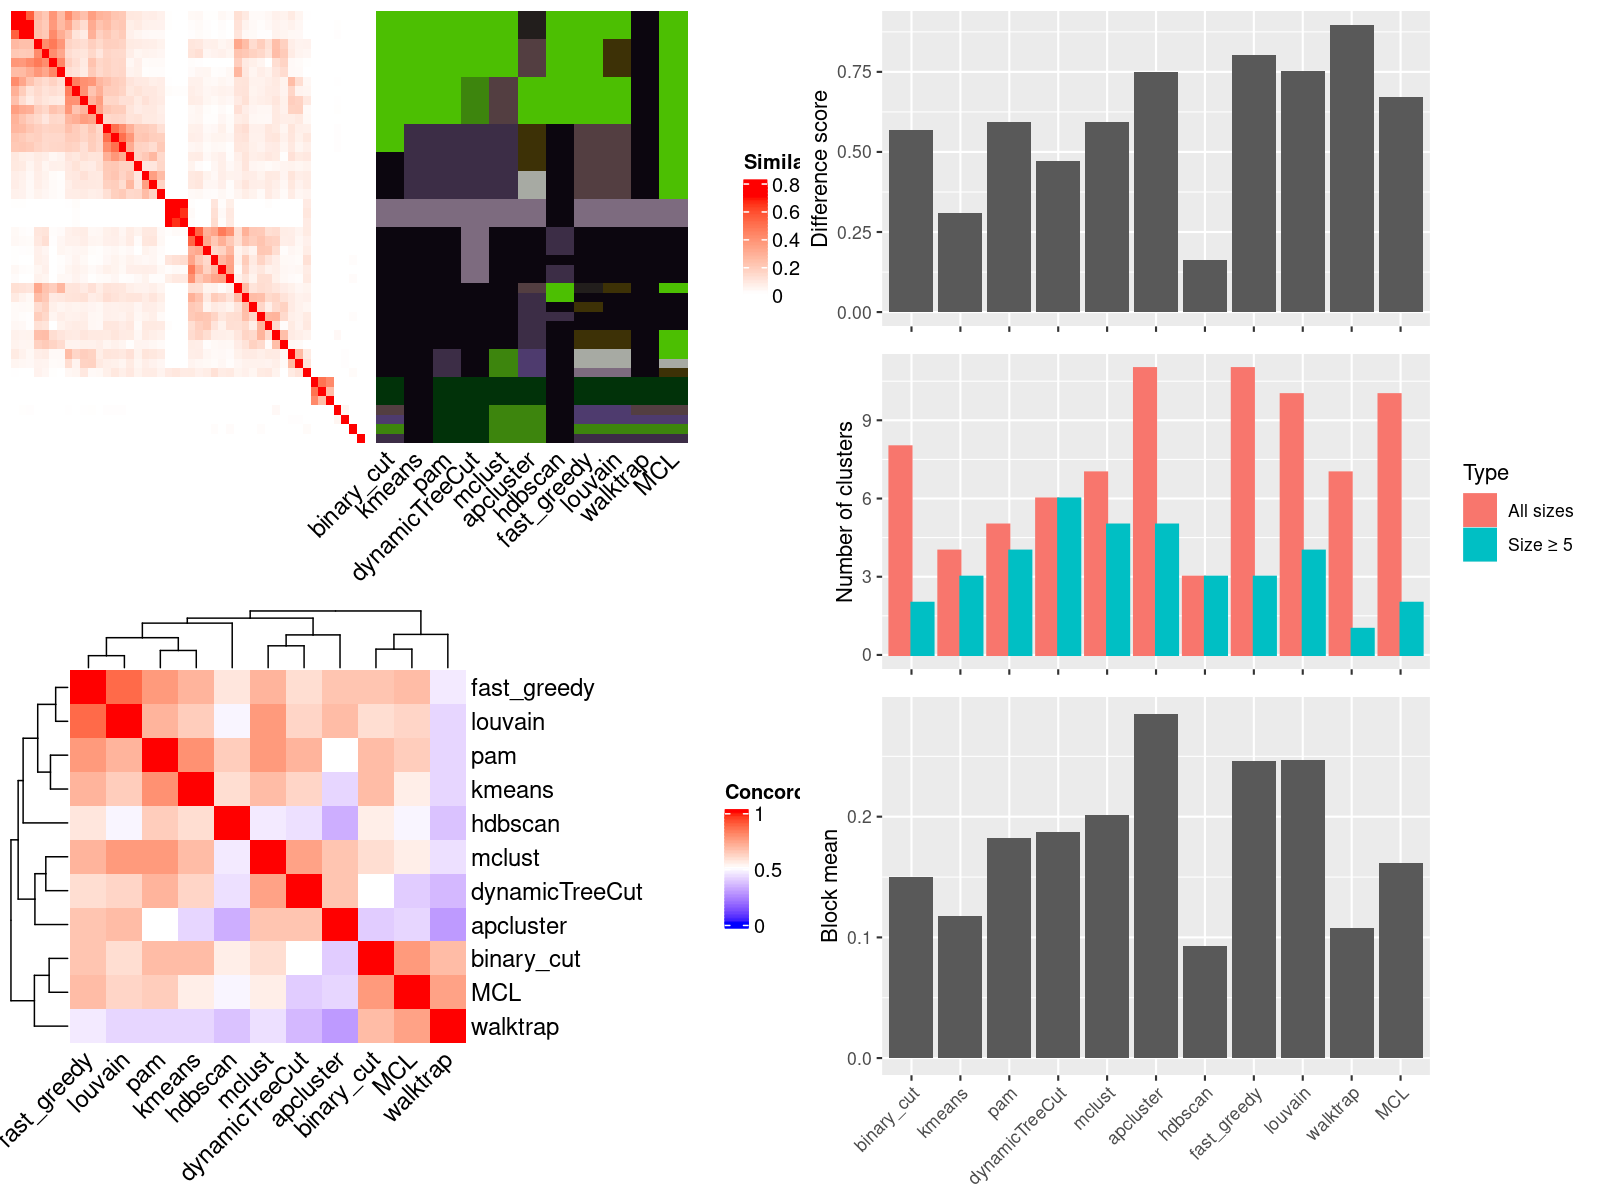 Simila
0.8
0.6
0.4
0.2
0
binary_cut
kmeans
pam
dynamicTreeCut
mclust
apcluster
hdbscan
fast_greedy
louvain
walktrap
MCL
Difference score
0.75
0.50
0.25
0.00
Number of clusters
9
6
3
0
Type
All sizes
Size ≥ 5
Block mean
0.2
0.1
0.0
binary_cut
kmeans
pam
dynamicTreeCut
mclust
apcluster
hdbscan
fast_greedy
louvain
walktrap
MCL
fast_greedy
louvain
pam
kmeans
hdbscan
mclust
dynamicTreeCut
apcluster
binary_cut
MCL
walktrap
fast_greedy
louvain
pam
kmeans
hdbscan
mclust
dynamicTreeCut
apcluster
binary_cut
MCL
walktrap
Concord
1
0.5
0